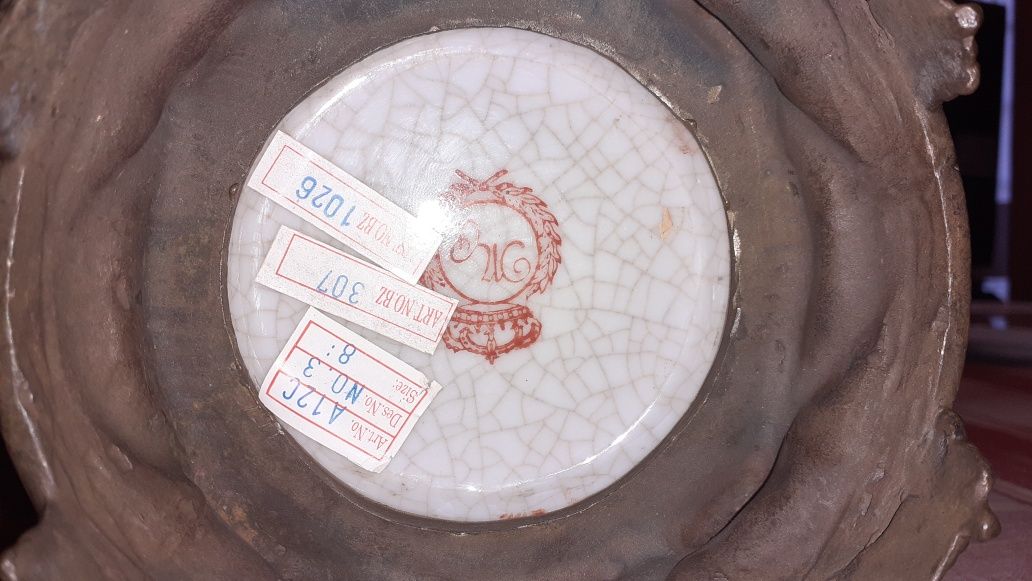 Art.No. A12C
Des.No. NO.3
Size: 8"
ART.NO.BZ 307
NO.BZ 1026